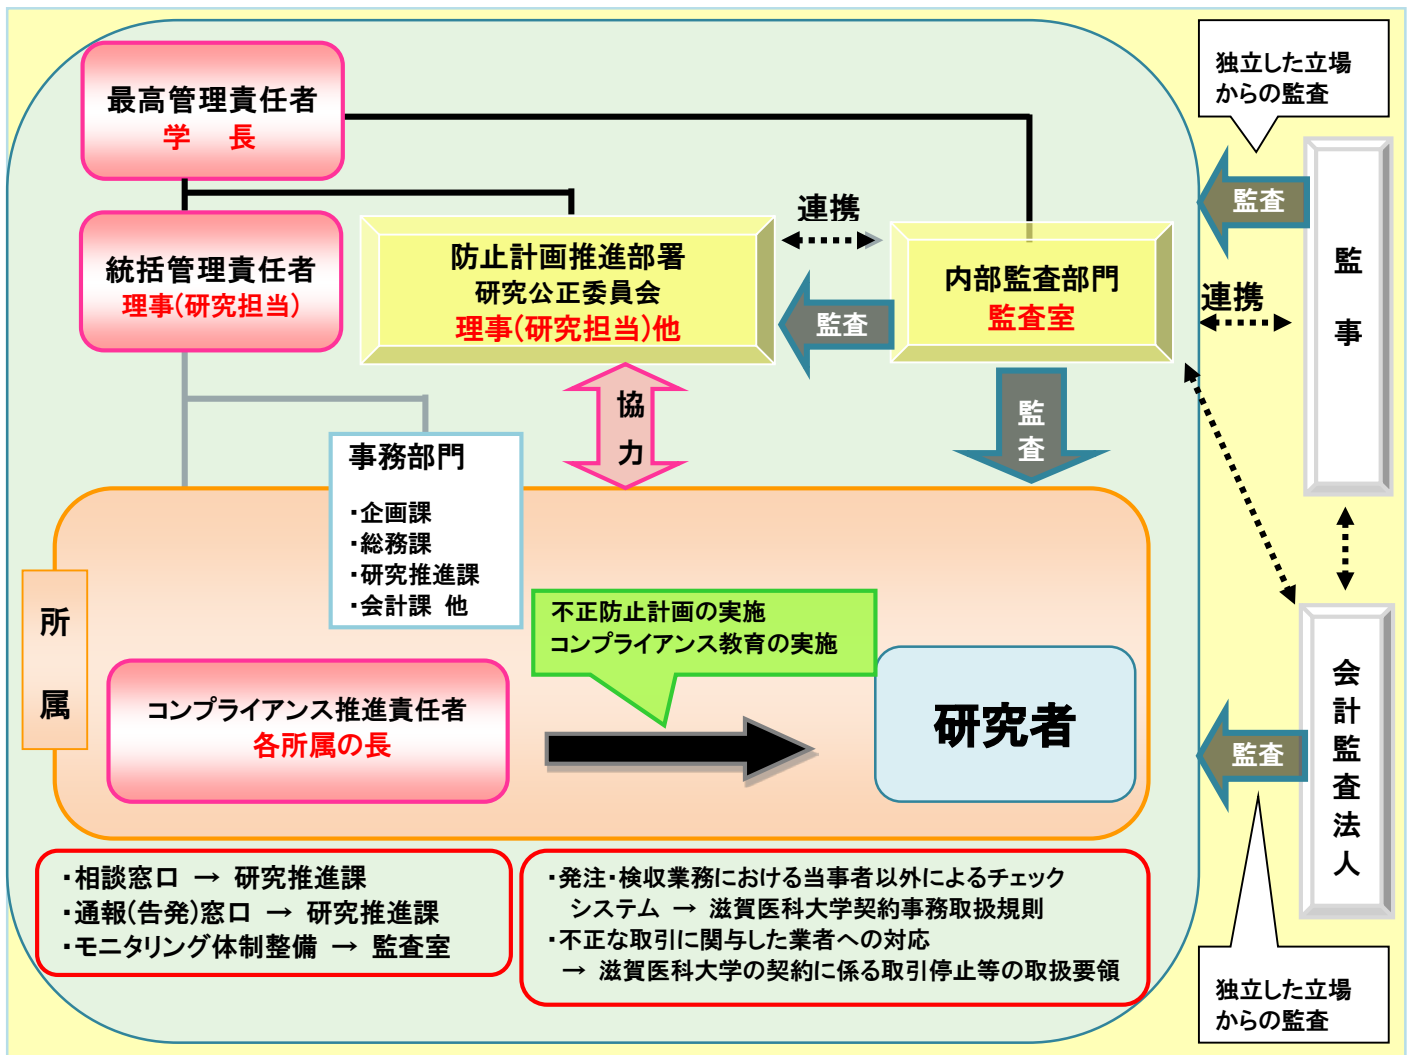 最高管理責任者
学　長
独立した立場
からの監査
監査
監
事
統括管理責任者
理事(研究担当)
防止計画推進部署
研究公正委員会
理事(研究担当)他
連携
内部監査部門
監査室
監査
連携
協
力
監
査
事務部門
・企画課
・総務課
・研究推進課
・会計課 他
所
属
不正防止計画の実施
コンプライアンス教育の実施
コンプライアンス推進責任者
各所属の長
研究者
監査
会
計
監
査
法
人
・相談窓口 → 研究推進課
・通報(告発)窓口 → 研究推進課
・モニタリング体制整備 → 監査室
・発注・検収業務における当事者以外によるチェック
システム → 滋賀医科大学契約事務取扱規則
・不正な取引に関与した業者への対応
→ 滋賀医科大学の契約に係る取引停止等の取扱要領
独立した立場
からの監査